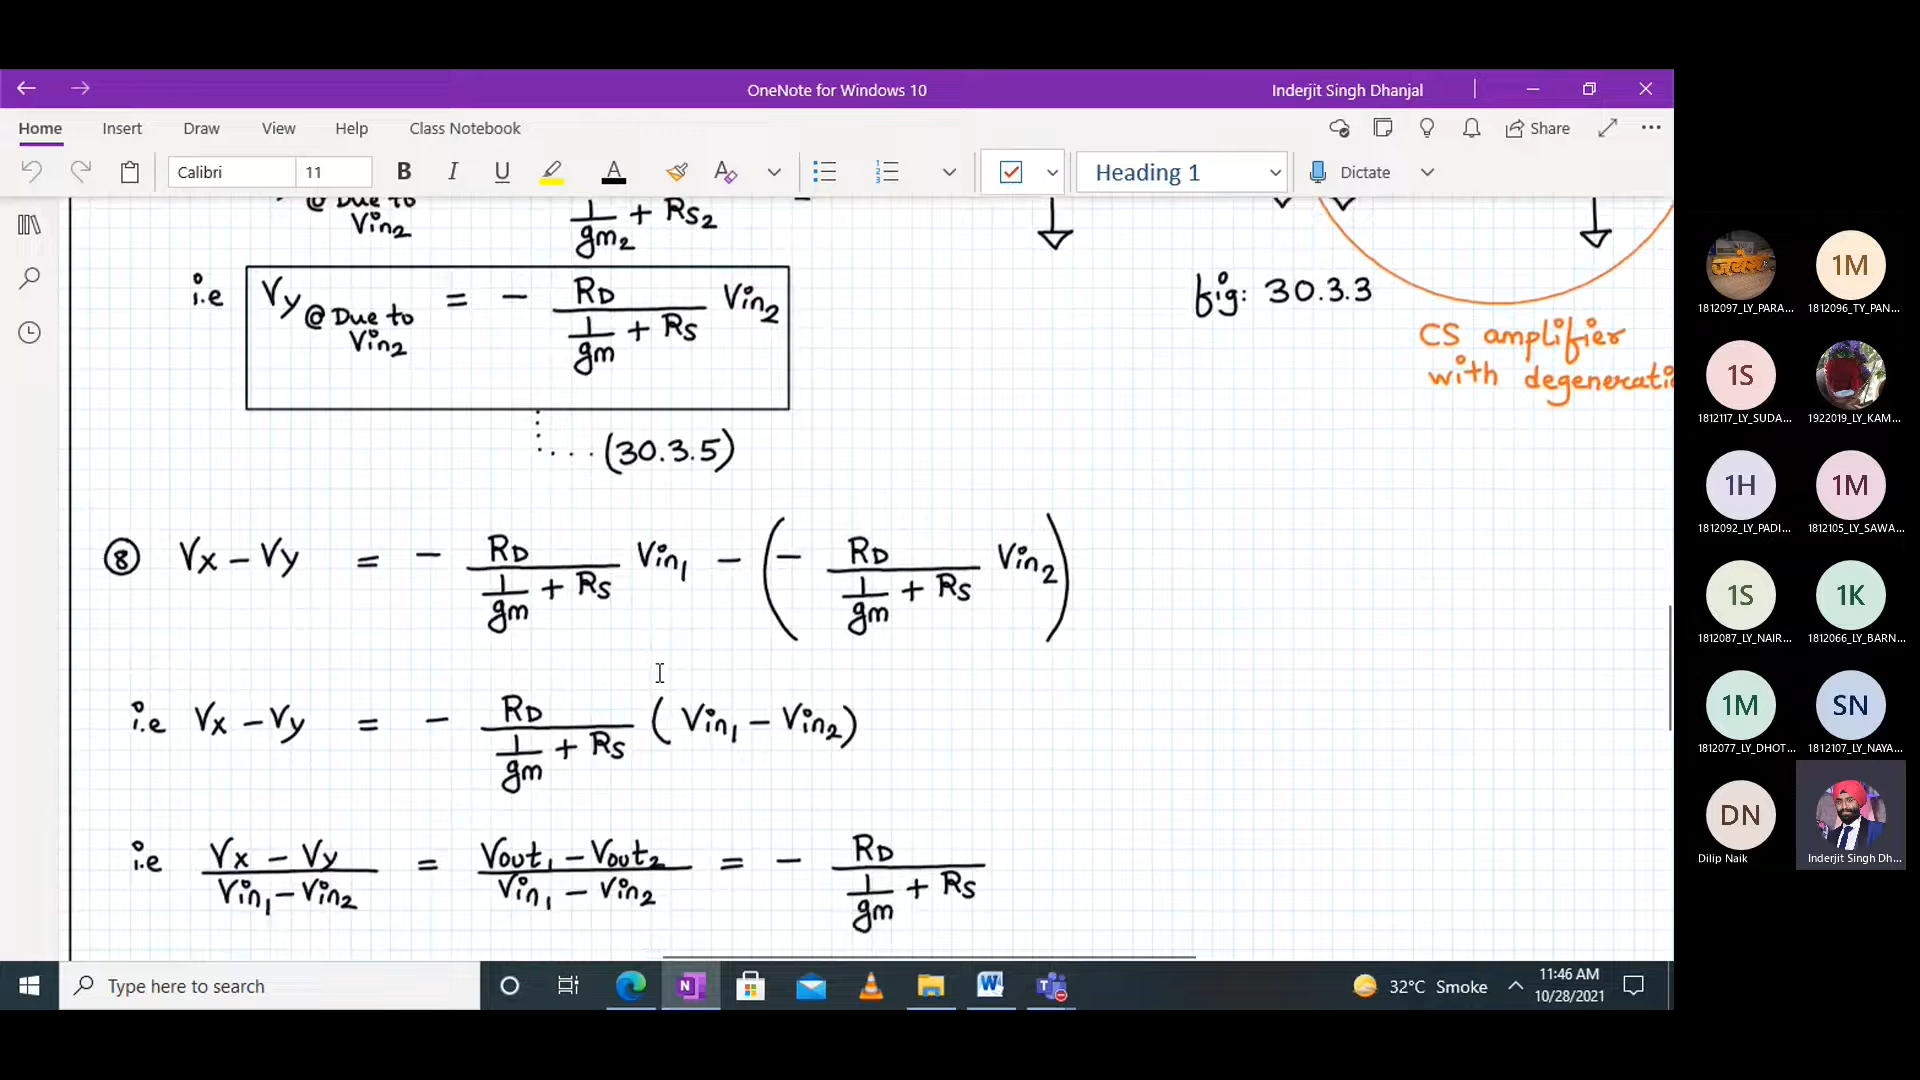 OneNote for Windows 10
Inderjit Singh Dhanjal
Home Insert Draw View Help Class Notebook
Share
Calibri 11 B I U A
Heading 1
Dictate
@ Due to
Vin2
1/gm2 + RS2
i.e Vy @ Due to Vin2 = - RD / (1/gm + RS) Vin2
(30.3.5)
fig: 30.3.3
CS amplifier
with degenerati
⑧ Vx - Vy = - RD / (1/gm + RS) Vin1 - (- RD / (1/gm + RS) Vin2)
i.e Vx - Vy = - RD / (1/gm + RS) (Vin1 - Vin2)
i.e (Vx - Vy) / (Vin1 - Vin2) = (Vout1 - Vout2) / (Vin1 - Vin2) = - RD / (1/gm + RS)
1M
1812097_LY_PARA... 1812096_TY_PAN...
1S
1812117_LY_SUDA... 1922019_LY_KAM...
1H 1M
1812092_LY_PADI... 1812105_LY_SAWA...
1S 1K
1812087_LY_NAIR... 1812066_LY_BARN...
1M SN
1812077_LY_DHOT... 1812107_LY_NAYA...
DN
Dilip Naik Inderjit Singh Dh...
Type here to search
32°C Smoke
11:46 AM
10/28/2021